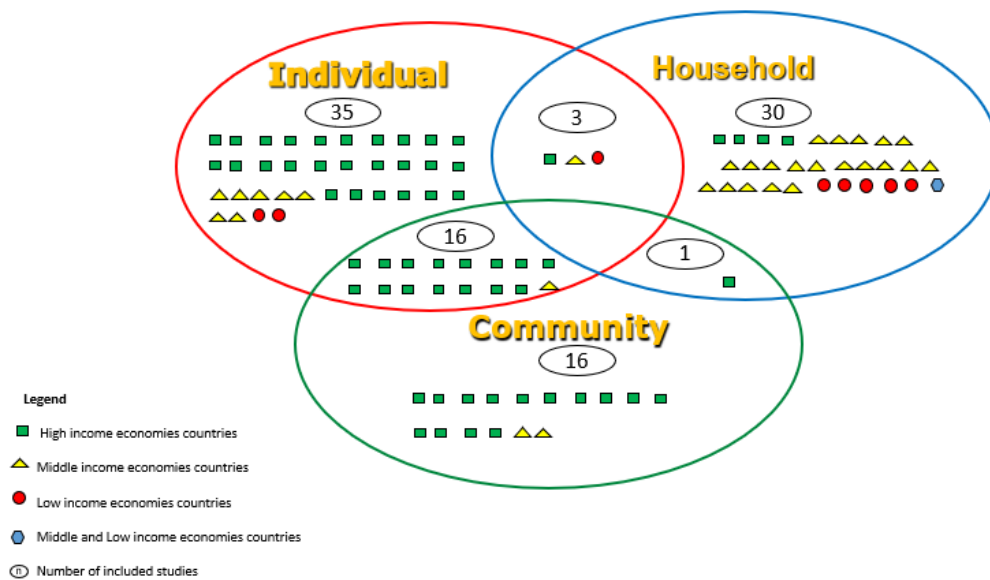 Individual
Household
35
3
30
16
1
Community
16
Legend
High income economies countries
Middle income economies countries
Low income economies countries
Middle and Low income economies countries
n Number of included studies